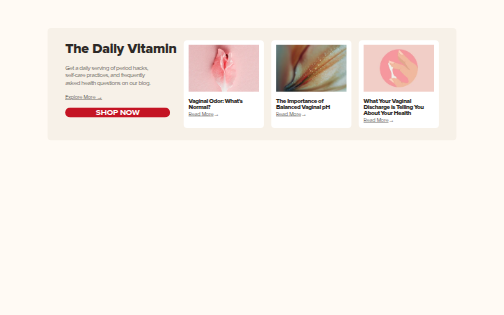 The Daily Vitamin
Get a daily serving of period hacks,
self-care practices, and frequently
asked health questions on our blog.
Explore More →
SHOP NOW
Vaginal Odor: What's
Normal?
Read More →
The Importance of
Balanced Vaginal pH
Read More →
What Your Vaginal
Discharge is Telling You
About Your Health
Read More →